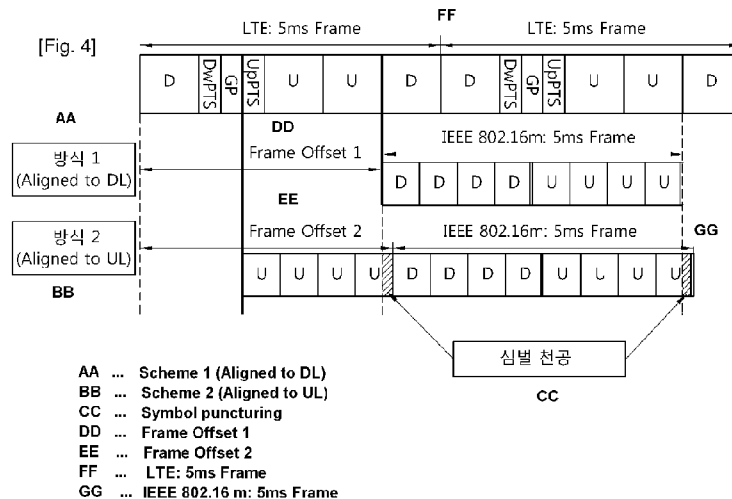 FF
LTE: 5ms Frame LTE: 5ms Frame
[Fig. 4]
D DwPTS GP UpPTS U U D D DwPTS GP UpPTS U U D
AA
DD
방식 1
(Aligned to DL)
Frame Offset 1
IEEE 802.16m: 5ms Frame
D D D D U U U U
EE
방식 2
(Aligned to UL)
Frame Offset 2
IEEE 802.16m: 5ms Frame
GG
U U U U D D D D U U U U
BB
심벌 천공
CC
AA ... Scheme 1 (Aligned to DL)
BB ... Scheme 2 (Aligned to UL)
CC ... Symbol puncturing
DD ... Frame Offset 1
EE ... Frame Offset 2
FF ... LTE: 5ms Frame
GG ... IEEE 802.16 m: 5ms Frame